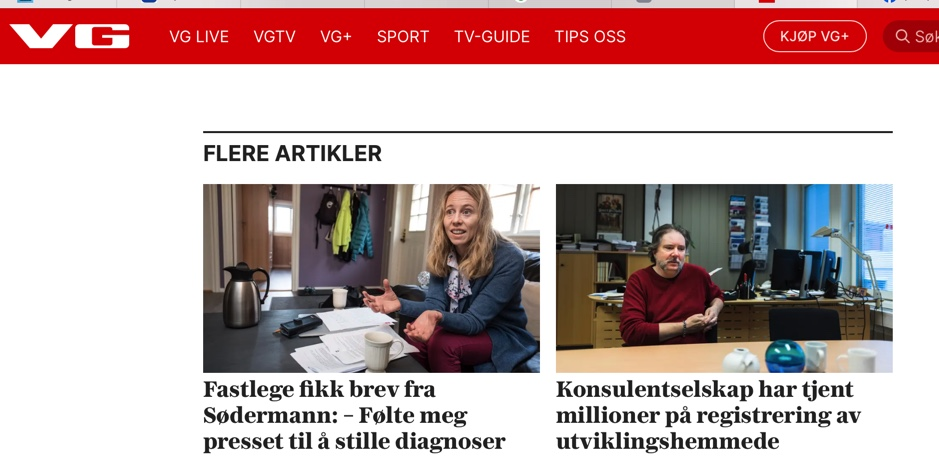 VG
VG LIVE VGTV VG+ SPORT TV-GUIDE TIPS OSS KJØP VG+ Søk
FLERE ARTIKLER
Fastlege fikk brev fra
Sødermann: – Følte meg
presset til å stille diagnoser
Konsulentselskap har tjent
millioner på registrering av
utviklingshemmede